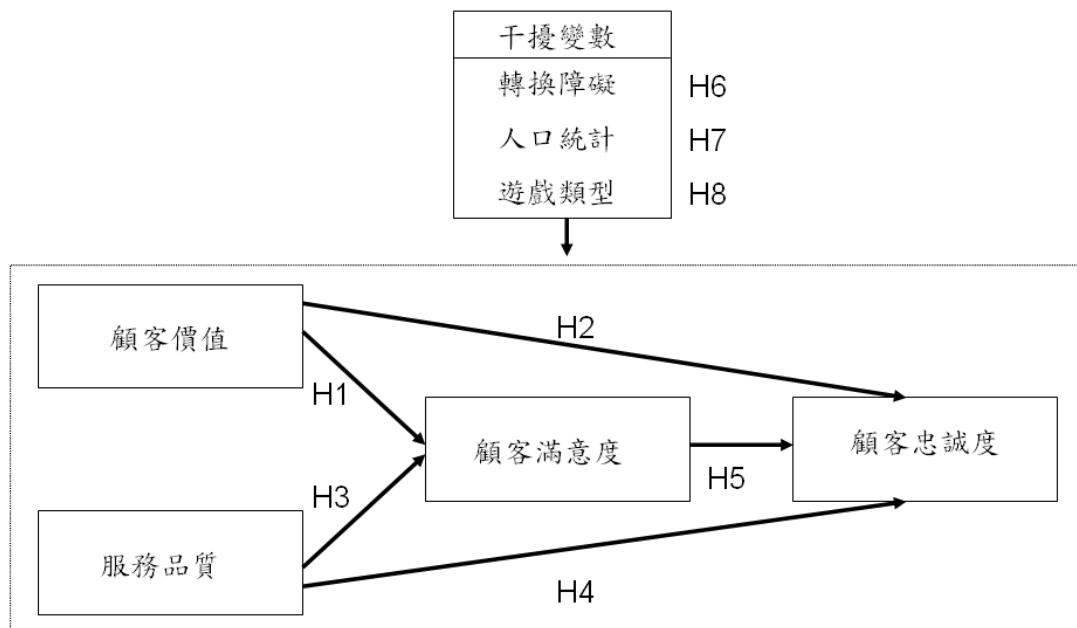 干擾變數
轉換障礙 H6
人口統計 H7
遊戲類型 H8
顧客價值
H2
H1
顧客滿意度
顧客忠誠度
H5
H3
服務品質
H4